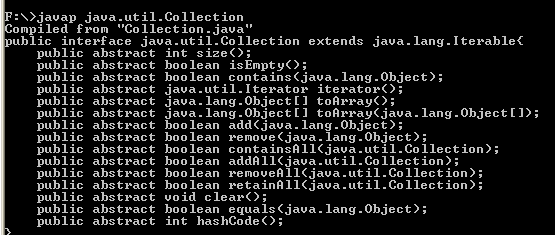 F:\>javap java.util.Collection
Compiled from "Collection.java"
public interface java.util.Collection extends java.lang.Iterable{
    public abstract int size();
    public abstract boolean isEmpty();
    public abstract boolean contains(java.lang.Object);
    public abstract java.util.Iterator iterator();
    public abstract java.lang.Object[] toArray();
    public abstract java.lang.Object[] toArray(java.lang.Object[]);
    public abstract boolean add(java.lang.Object);
    public abstract boolean remove(java.lang.Object);
    public abstract boolean containsAll(java.util.Collection);
    public abstract boolean addAll(java.util.Collection);
    public abstract boolean removeAll(java.util.Collection);
    public abstract boolean retainAll(java.util.Collection);
    public abstract void clear();
    public abstract boolean equals(java.lang.Object);
    public abstract int hashCode();
}